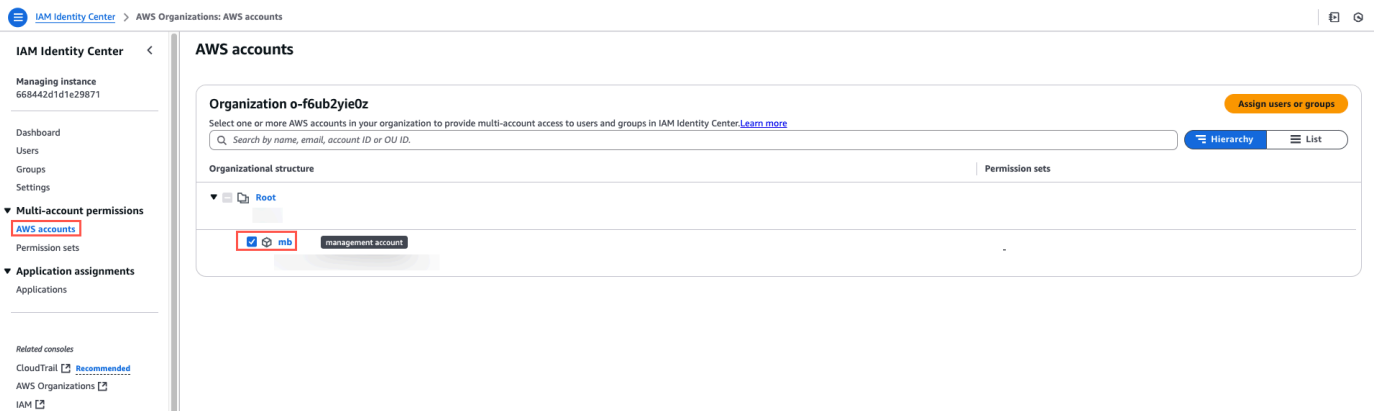 IAM Identity Center > AWS Organizations: AWS accounts
IAM Identity Center
Managing instance
668442d1d1e29871
Dashboard
Users
Groups
Settings
Multi-account permissions
AWS accounts
Permission sets
Application assignments
Applications
Related consoles
CloudTrail Recommended
AWS Organizations
IAM
AWS accounts
Organization o-f6ub2yie0z
Assign users or groups
Select one or more AWS accounts in your organization to provide multi-account access to users and groups in IAM Identity Center.Learn more
Search by name, email, account ID or OU ID.
Hierarchy
List
Organizational structure
Permission sets
Root
mb management account
-